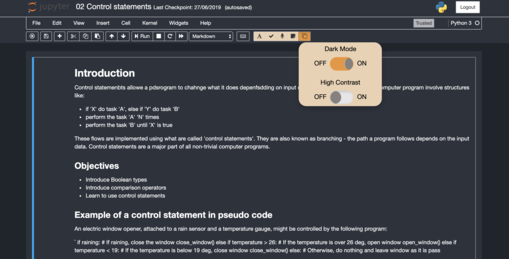 jupyter 02 Control statements Last Checkpoint: 27/06/2019 (autosaved)
Logout
File Edit View Insert Cell Kernel Widgets Help
Trusted Python 3
Run Markdown
Dark Mode
OFF ON
High Contrast
OFF ON
Introduction
Control statemenbts allows a pdsrogram to chahnge what it does depenfsdding on input omputer program involve structures
like:
if 'X' do task 'A', else if 'Y' do task 'B'
perform the task 'A' 'N' times
perform the task 'B' until 'X' is true
These flows are implemented using what are called 'control statements'. They are also known as branching - the path a program follows depends on the input
data. Control statements are a major part of all non-trivial computer programs.
Objectives
Introduce Boolean types
Introduce comparison operators
Learn to use control statements
Example of a control statement in pseudo code
An electric window opener, attached to a rain sensor and a temperature gauge, might be controlled by the following program:
` if raining: # If raining, close the window close_window() else if temperature > 26: # If the temperature is over 26 deg, open window open_window() else if
temperature < 19: # If the temperature is below 19 deg, close window close_window() else: # Otherwise, do nothing and leave window as it is pass